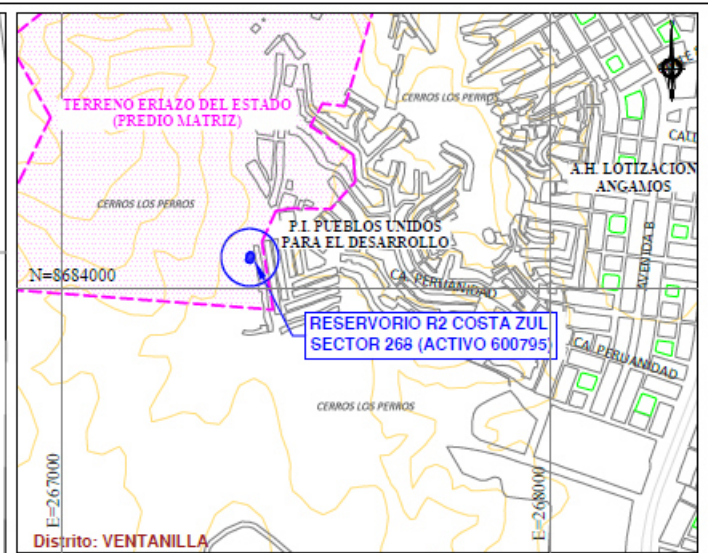 TERRENO ERIAZO DEL ESTADO
(PREDIO MATRIZ)
CERROS LOS PERROS
CERROS LOS PERROS
A.H. LOTIZACIÓN
ANGAMOS
P.I. PUEBLOS UNIDOS
PARA EL DESARROLLO
AVENIDA B
N=8684000
CA. PERUANIDAD
RESERVORIO R2 COSTA ZUL
SECTOR 268 (ACTIVO 600795)
CA. PERUANIDAD
CERROS LOS PERROS
E=267000
E=268000
Distrito: VENTANILLA